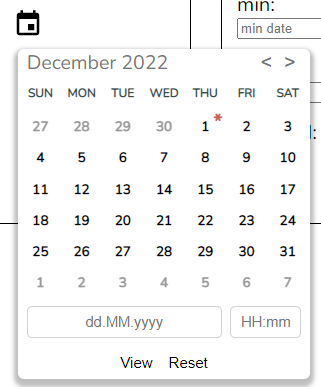 min:
min date
December 2022 < >
SUN MON TUE WED THU FRI SAT
27 28 29 30 1 * 2 3
4 5 6 7 8 9 10
11 12 13 14 15 16 17
18 19 20 21 22 23 24
25 26 27 28 29 30 31
1 2 3 4 5 6 7
dd.MM.yyyy HH:mm
View Reset